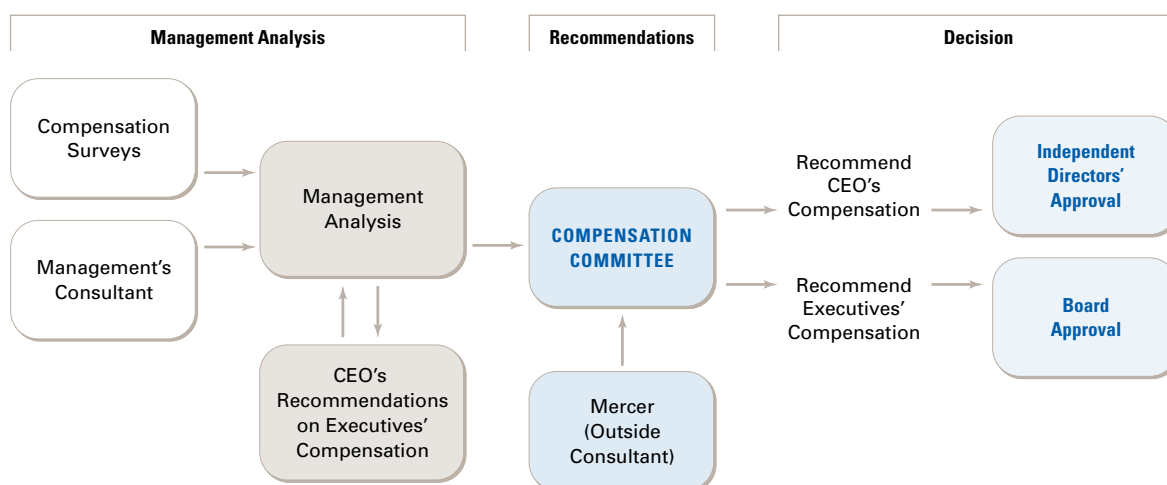 Management Analysis
Recommendations
Decision
Compensation
Surveys
Management's
Consultant
Management
Analysis
CEO's
Recommendations
on Executives'
Compensation
COMPENSATION
COMMITTEE
Mercer
(Outside
Consultant)
Recommend
CEO's
Compensation
Recommend
Executives'
Compensation
Independent
Directors'
Approval
Board
Approval